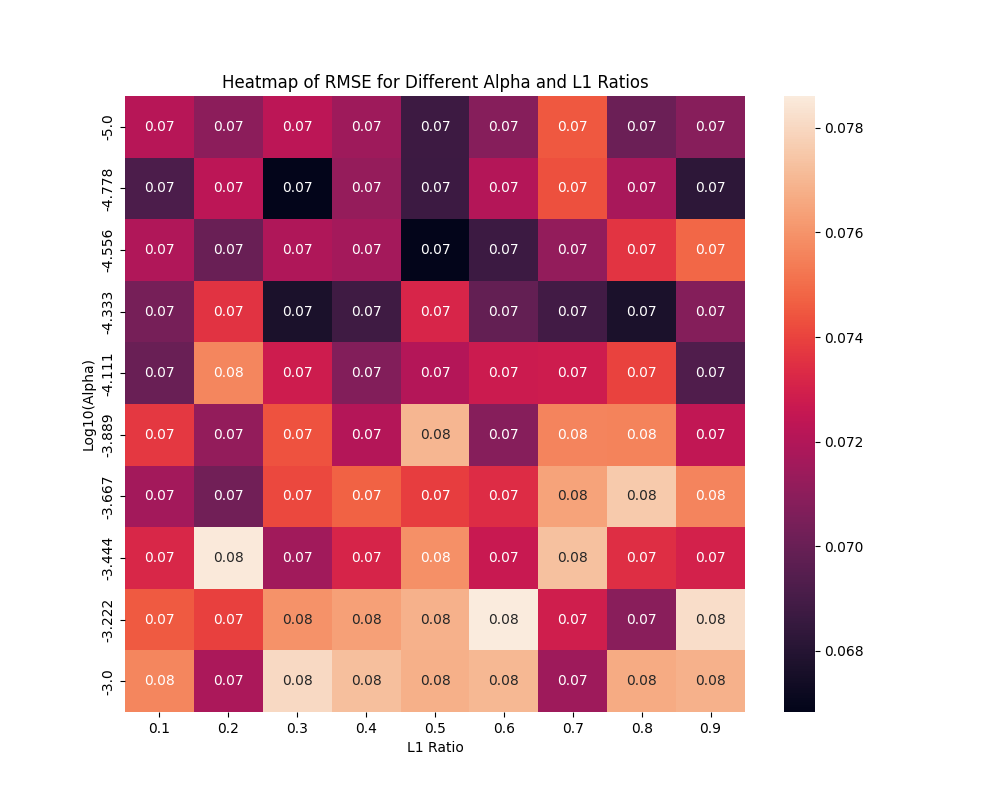 Heatmap of RMSE for Different Alpha and L1 Ratios
-5.0 0.07 0.07 0.07 0.07 0.07 0.07 0.07 0.07 0.07
-4.778 0.07 0.07 0.07 0.07 0.07 0.07 0.07 0.07 0.07
-4.556 0.07 0.07 0.07 0.07 0.07 0.07 0.07 0.07 0.07
-4.333 0.07 0.07 0.07 0.07 0.07 0.07 0.07 0.07 0.07
-4.111 0.07 0.08 0.07 0.07 0.07 0.07 0.07 0.07 0.07
-3.889 0.07 0.07 0.07 0.07 0.08 0.07 0.08 0.08 0.07
-3.667 0.07 0.07 0.07 0.07 0.07 0.07 0.08 0.08 0.08
-3.444 0.07 0.08 0.07 0.07 0.08 0.07 0.08 0.07 0.07
-3.222 0.07 0.07 0.08 0.08 0.08 0.08 0.07 0.07 0.08
-3.0 0.08 0.07 0.08 0.08 0.08 0.08 0.07 0.08 0.08
0.1 0.2 0.3 0.4 0.5 0.6 0.7 0.8 0.9
L1 Ratio
Log10(Alpha)
0.078
0.076
0.074
0.072
0.070
0.068